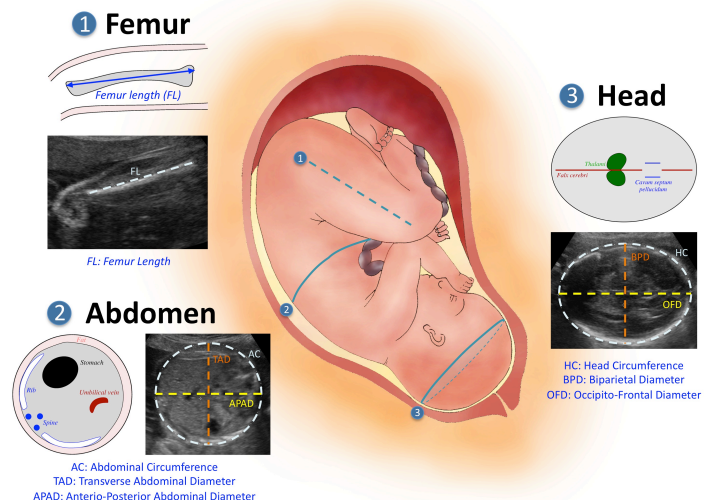 1 Femur
Femur length (FL)
FL
FL: Femur Length
2 Abdomen
Fat
Stomach
Rib
Umbilical vein
Spine
AC
TAD
APAD
AC: Abdominal Circumference
TAD: Transverse Abdominal Diameter
APAD: Anterio-Posterior Abdominal Diameter
1
2
3
3 Head
Thalami
Falx cerebri
Cavum septum
pellucidum
BPD
HC
OFD
HC: Head Circumference
BPD: Biparietal Diameter
OFD: Occipito-Frontal Diameter